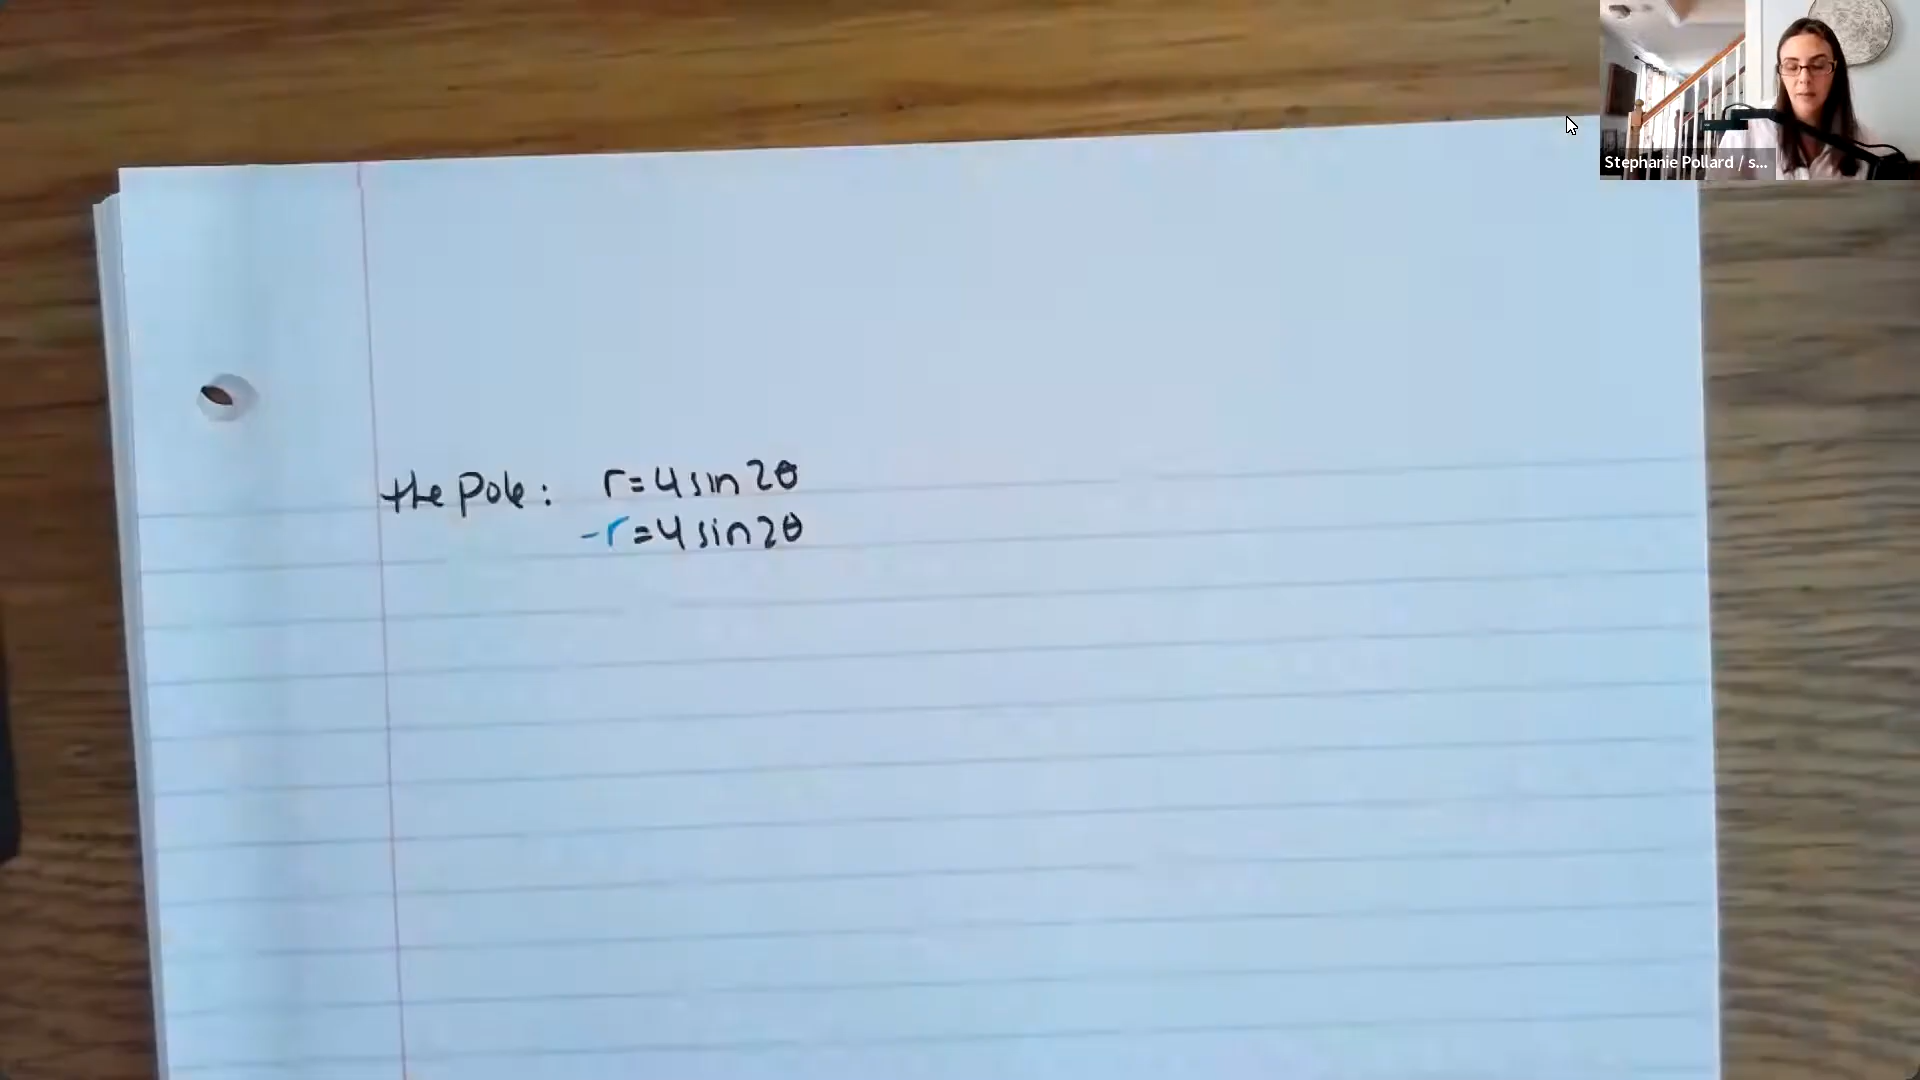 Stephanie Pollard / s...
the pole: r=4sin2θ
-r=4sin2θ